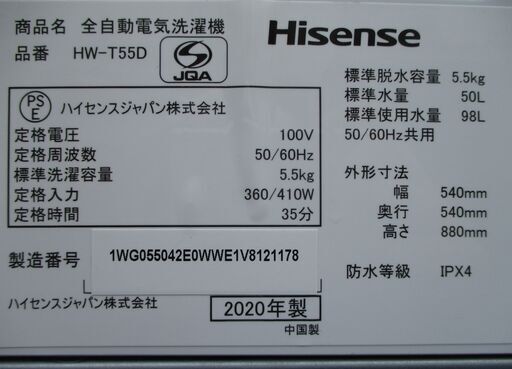 商品名 全自動電気洗濯機
品番 HW-T55D
S
JQA
Hisense
標準脱水容量 5.5kg
標準水量 50L
標準使用水量 98L
50/60Hz共用
外形寸法
幅 540mm
奥行 540mm
高さ 880mm
防水等級 IPX4
PS
E
ハイセンスジャパン株式会社
定格電圧 100V
定格周波数 50/60Hz
標準洗濯容量 5.5kg
定格入力 360/410W
定格時間 35分
製造番号 1WG055042E0WWE1V8121178
ハイセンスジャパン株式会社
2020年製
中国製